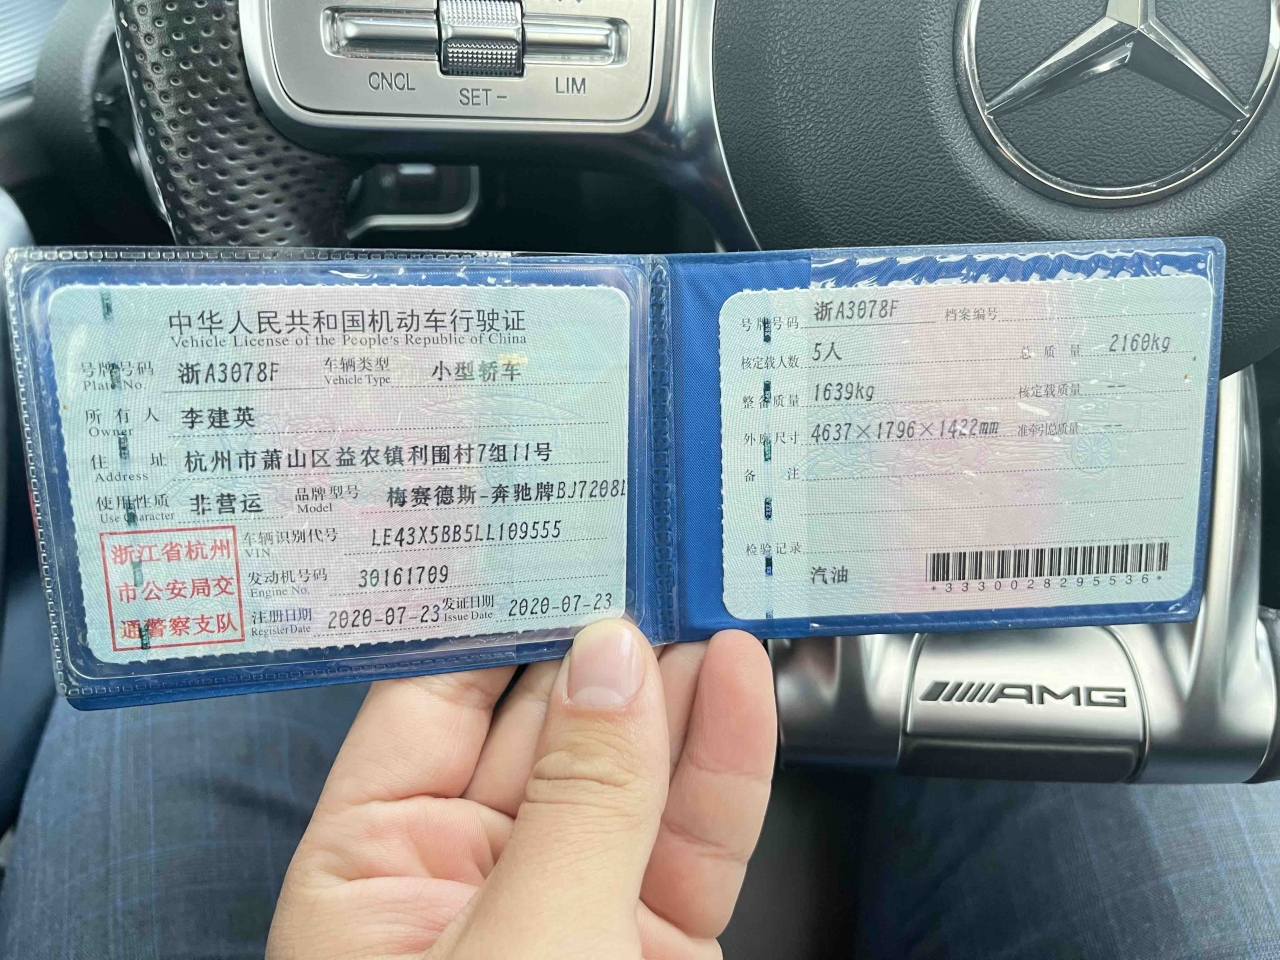 CNCL
SET-
LIM
中华人民共和国机动车行驶证
Vehicle License of the People's Republic of China
号牌号码 浙A3078F 车辆类型 小型轿车
Plate No. Vehicle Type
所有人 李建英
Owner
住址 杭州市萧山区益农镇利围村7组11号
Address
使用性质 非营运 品牌型号 梅赛德斯-奔驰牌BJ7208L
Use Character Model
浙江省杭州
市公安局交
通警察支队
车辆识别代号 LE43X5BB5LL109555
VIN
发动机号码 30161709
Engine No.
注册日期 2020-07-23 发证日期 2020-07-23
Register Date Issue Date
号牌号码 浙A3078F 档案编号
核定载人数 5人 总质量 2160kg
整备质量 1639kg 核定载质量 --
外廓尺寸 4637×1796×1422mm 准牵引总质量 --
备注
检验记录
汽油
*3330028295536*
AMG